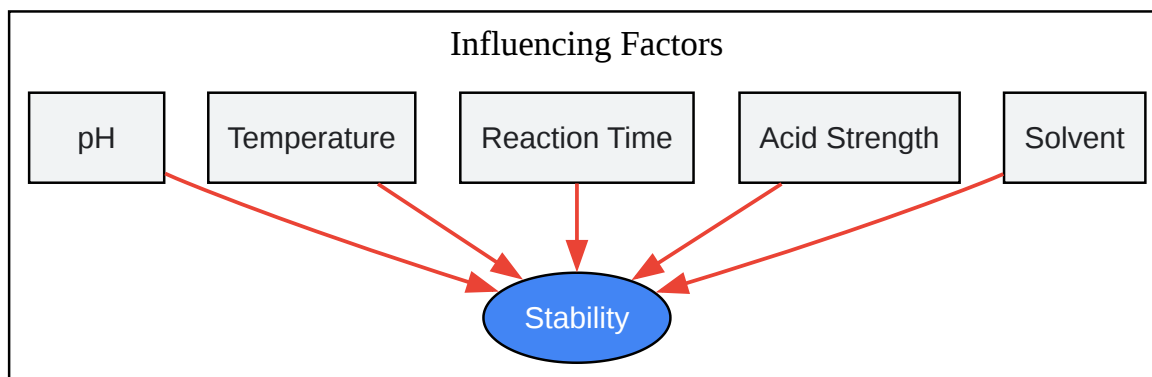 Influencing Factors
pH
Temperature
Reaction Time
Acid Strength
Solvent
Stability